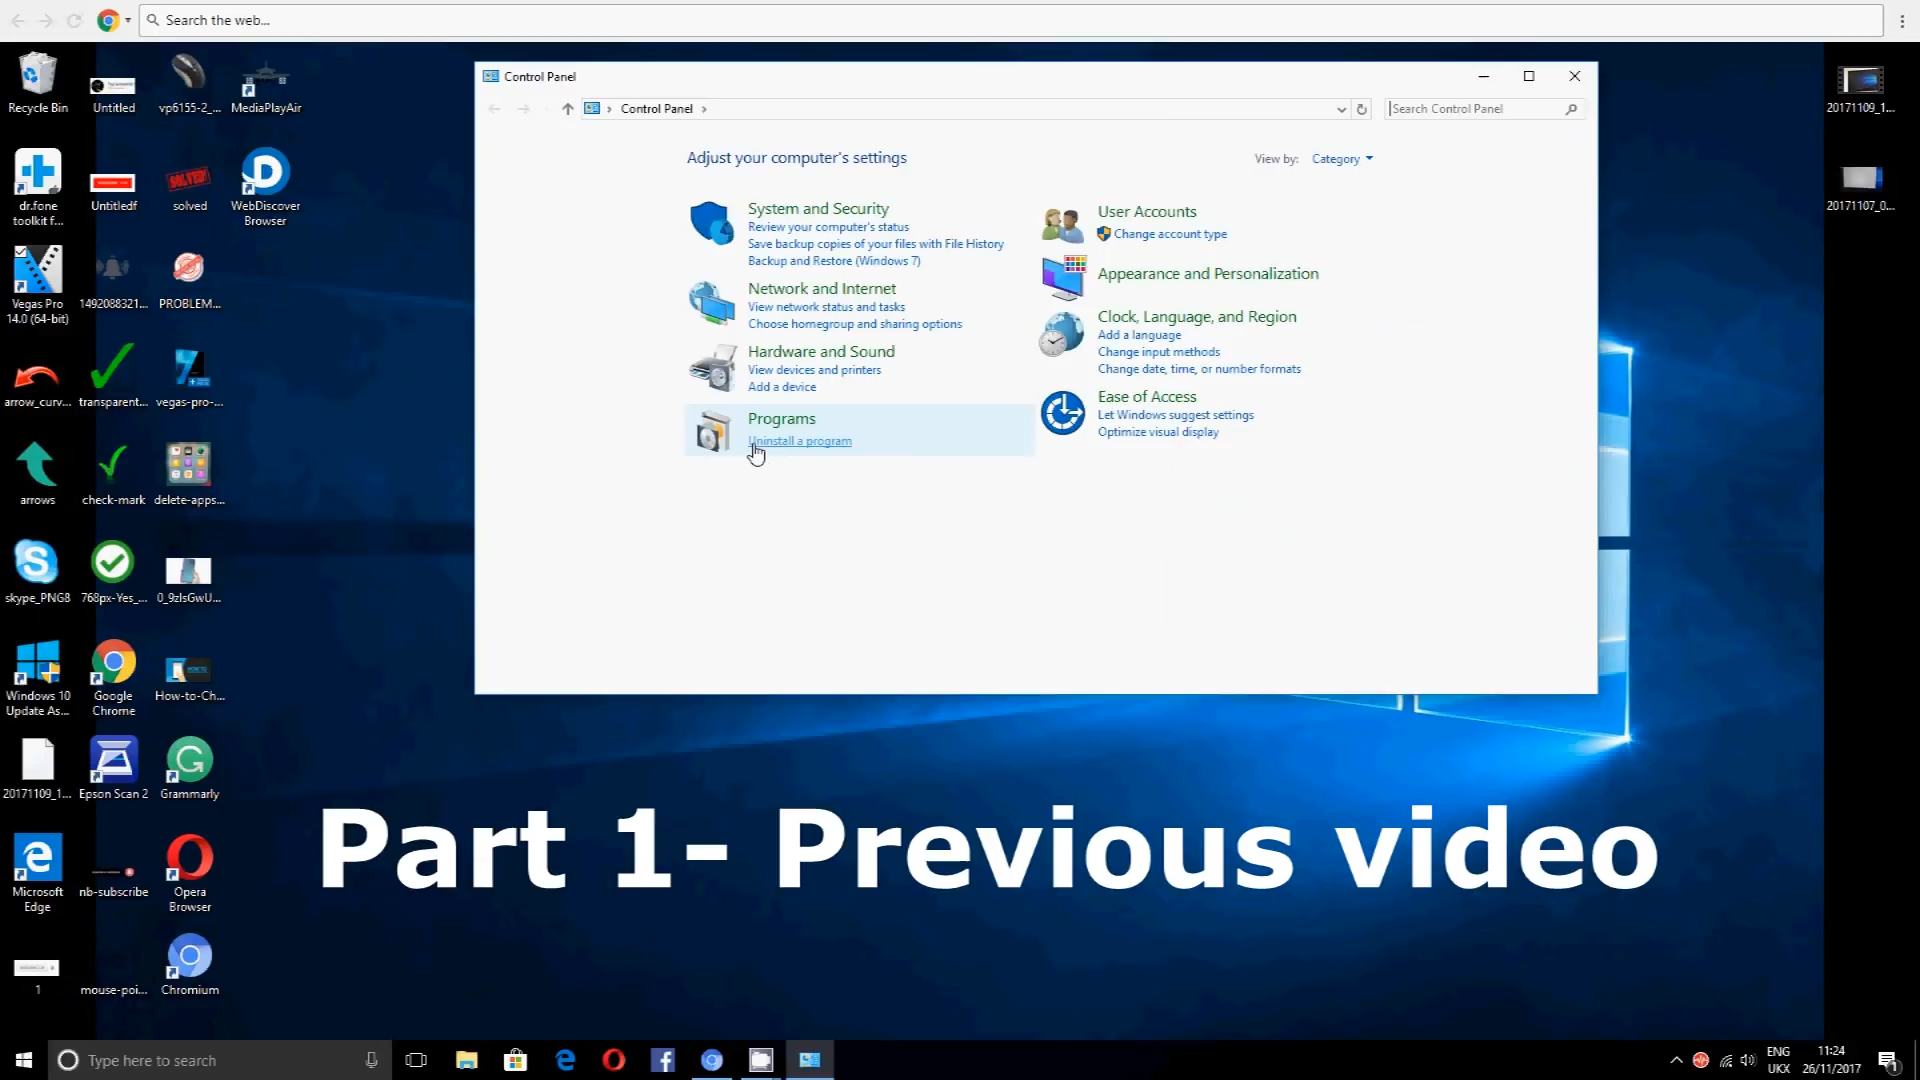 Search the web...
Recycle Bin
Untitled
vp6155-2_...
MediaPlayAir
dr.fone
toolkit f...
Untitledf
SOLVED!
solved
WebDiscover
Browser
Vegas Pro
14.0 (64-bit)
1492088321...
PROBLEM...
arrow_curv...
transparent...
vegas-pro-...
arrows
check-mark
delete-apps...
skype_PNG8
768px-Yes_...
0_9zlsGwU...
Windows 10
Update As...
Google
Chrome
How-to-Ch...
20171109_1...
Epson Scan 2
Grammarly
Microsoft
Edge
nb-subscribe
Opera
Browser
1
mouse-poi...
Chromium
Control Panel
Control Panel
Search Control Panel
Adjust your computer's settings
View by: Category
System and Security
Review your computer's status
Save backup copies of your files with File History
Backup and Restore (Windows 7)
Network and Internet
View network status and tasks
Choose homegroup and sharing options
Hardware and Sound
View devices and printers
Add a device
Programs
Uninstall a program
User Accounts
Change account type
Appearance and Personalization
Clock, Language, and Region
Add a language
Change input methods
Change date, time, or number formats
Ease of Access
Let Windows suggest settings
Optimize visual display
20171109_1...
20171107_0...
Part 1- Previous video
Type here to search
ENG
UKX
11:24
26/11/2017
1